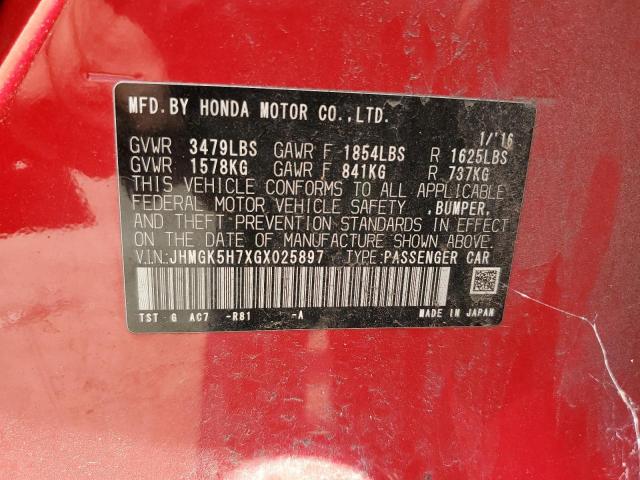 MFD.BY HONDA MOTOR CO.,LTD.
1/'16
GVWR 3479LBS GAWR F 1854LBS R 1625LBS
GVWR 1578KG GAWR F 841KG R 737KG
THIS VEHICLE CONFORMS TO ALL APPLICABLE
FEDERAL MOTOR VEHICLE SAFETY ,BUMPER,
AND THEFT PREVENTION STANDARDS IN EFFECT
ON THE DATE OF MANUFACTURE SHOWN ABOVE.
V.I.N:JHMGK5H7XGX025897 TYPE:PASSENGER CAR
TST G AC7 -R81 -A MADE IN JAPAN